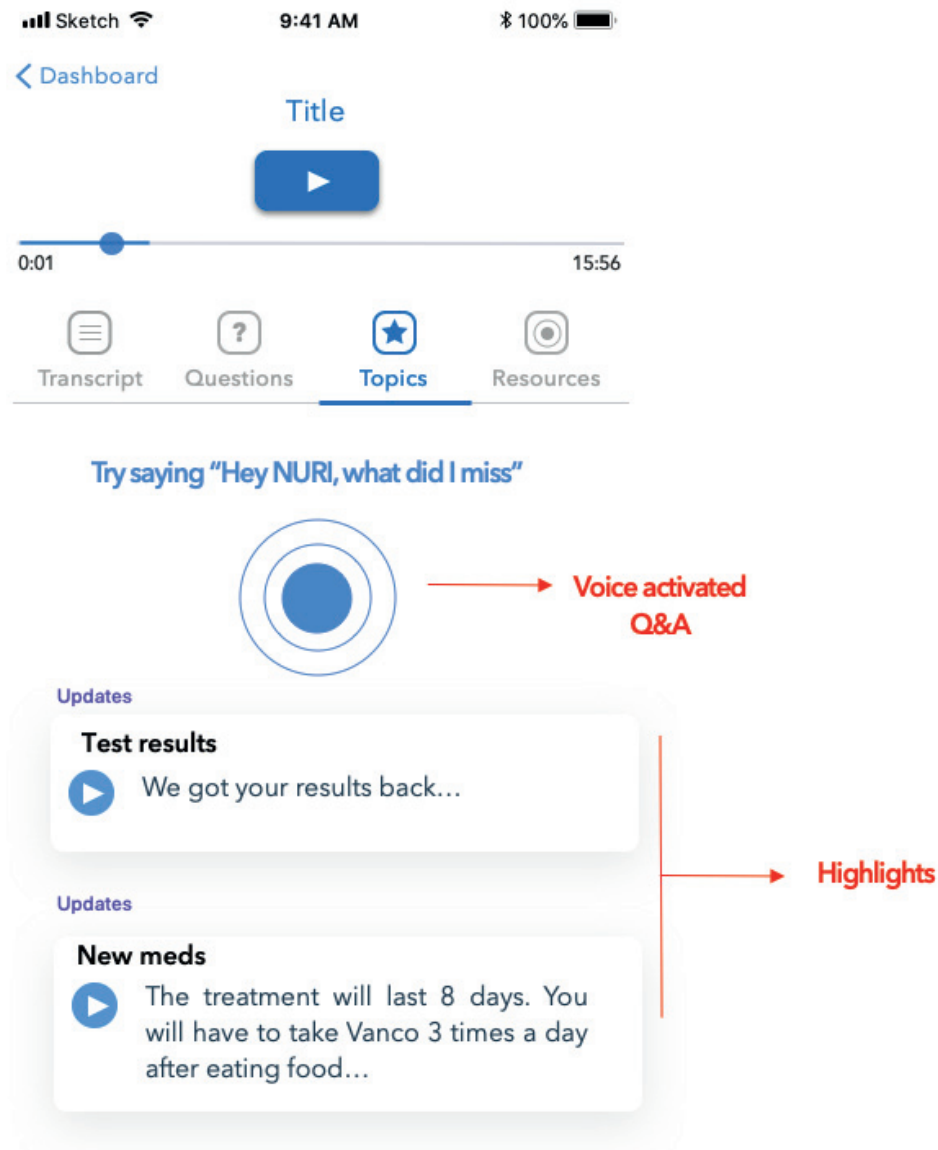 Sketch 9:41 AM 100%
Dashboard
Title
0:01 15:56
?
Transcript Questions Topics Resources
Try saying “Hey NURI, what did I miss”
Voice activated
Q&A
Updates
Test results
We got your results back…
Highlights
Updates
New meds
The treatment will last 8 days. You
will have to take Vanco 3 times a day
after eating food…